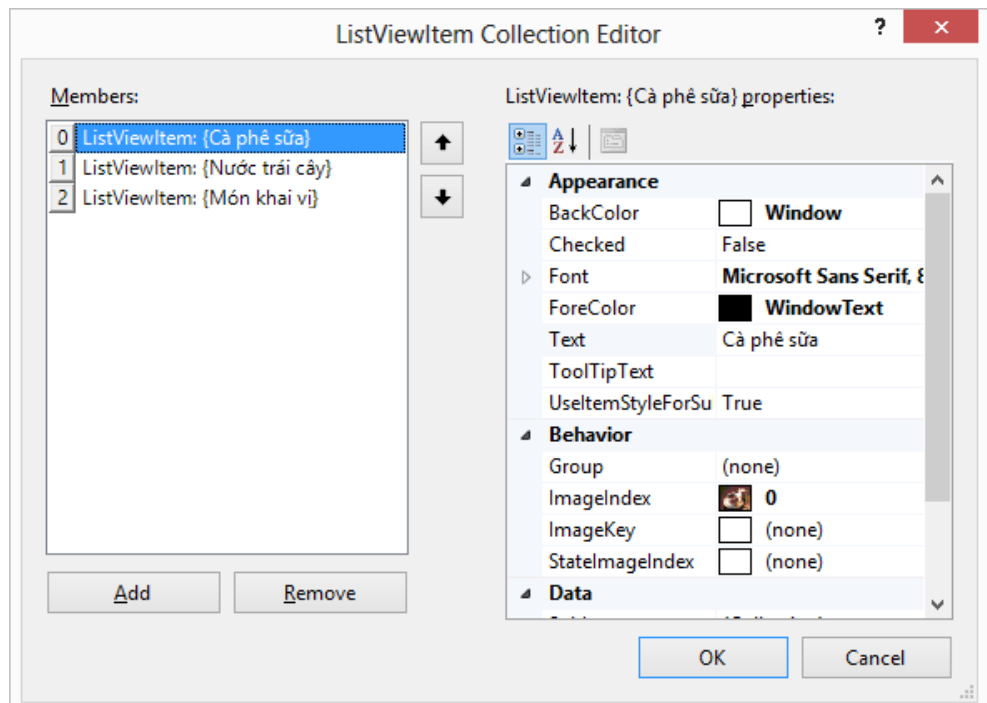 ListViewItem Collection Editor
?
Members:
0 ListViewItem: {Cà phê sữa}
1 ListViewItem: {Nước trái cây}
2 ListViewItem: {Món khai vị}
Add
Remove
ListViewItem: {Cà phê sữa} properties:
Appearance
BackColor Window
Checked False
Font Microsoft Sans Serif, 8
ForeColor WindowText
Text Cà phê sữa
ToolTipText
UseItemStyleForSu True
Behavior
Group (none)
ImageIndex 0
ImageKey (none)
StateImageIndex (none)
Data
OK
Cancel